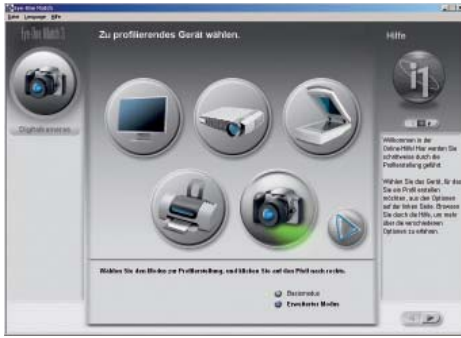 Eye-One Match
Datei Language Hilfe
Eye-One Match 3
Zu profilierendes Gerät wählen.
Hilfe
i1
Digitalkameras
Willkommen in der
Online-Hilfe! Hier werden Sie
schrittweise durch die
Profilerstellung geführt.
Wählen Sie das Gerät, für das
Sie ein Profil erstellen
möchten, aus den Optionen
auf der linken Seite. Browsen
Sie durch die Hilfe, um mehr
über die verschiedenen
Optionen zu erfahren.
Wählen Sie den Modus zur Profilerstellung, und klicken Sie auf den Pfeil nach rechts.
Basismodus
Erweiterter Modus